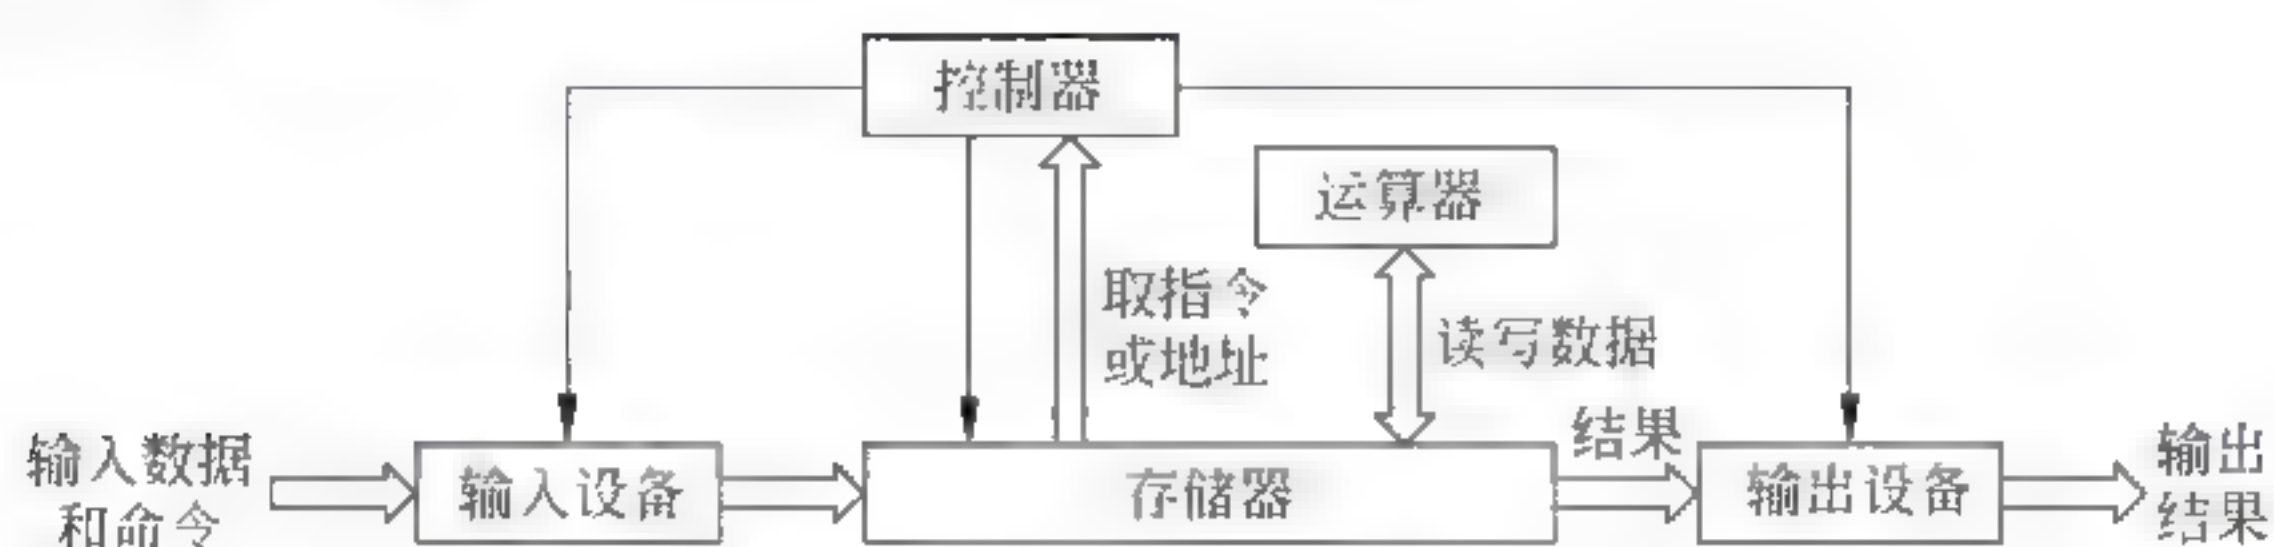 控制器
运算器
取指令
或地址
读写数据
结果
输入数据
和命令
输入设备
存储器
输出设备
输出
结果